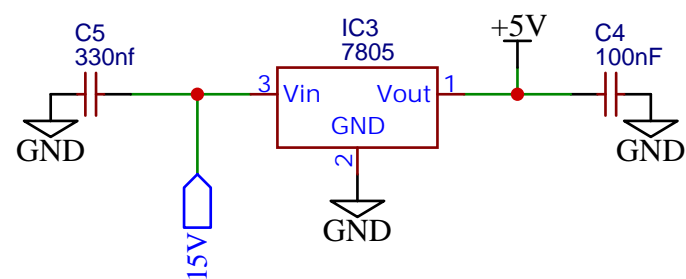 C5
330nf
IC3
7805
+5V
C4
100nF
3
Vin
Vout
1
GND
2
GND
GND
GND
15V